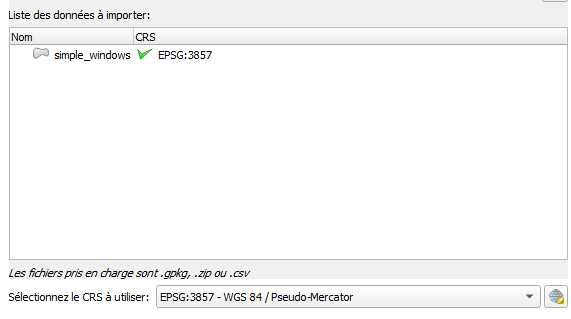 Liste des données à importer:
Nom CRS
simple_windows EPSG:3857
Les fichiers pris en charge sont .gpkg, .zip ou .csv
Sélectionnez le CRS à utiliser: EPSG:3857 - WGS 84 / Pseudo-Mercator